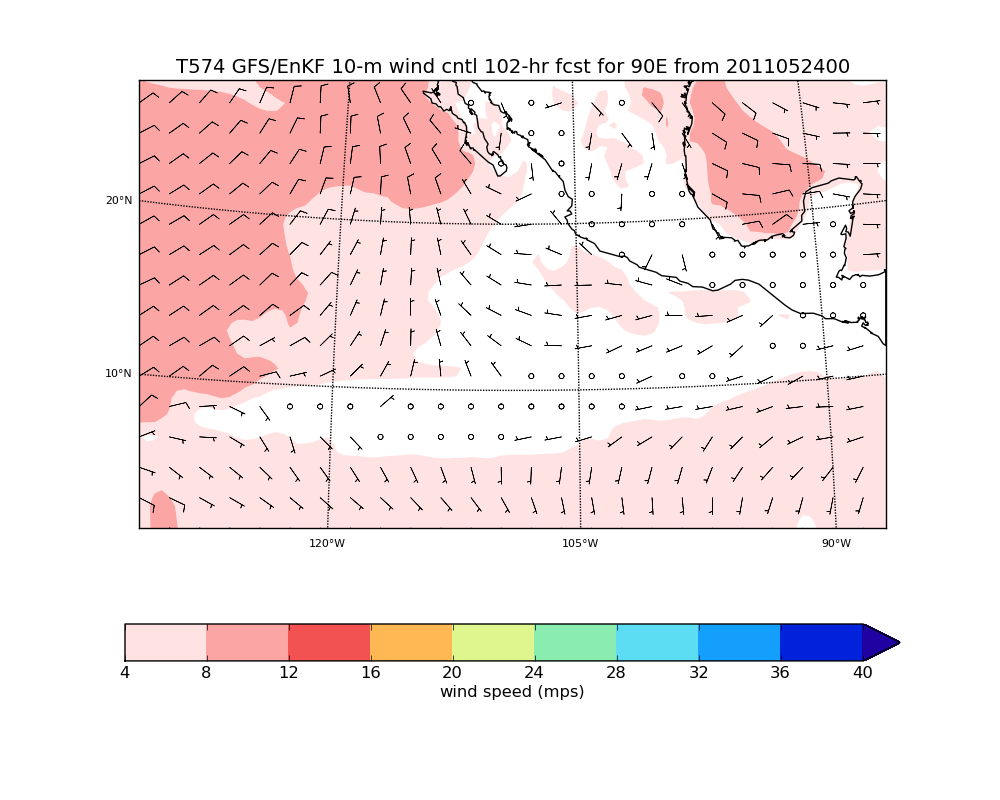 T574 GFS/EnKF 10-m wind cntl 102-hr fcst for 90E from 2011052400
20°N
10°N
120°W 105°W 90°W
4 8 12 16 20 24 28 32 36 40
wind speed (mps)